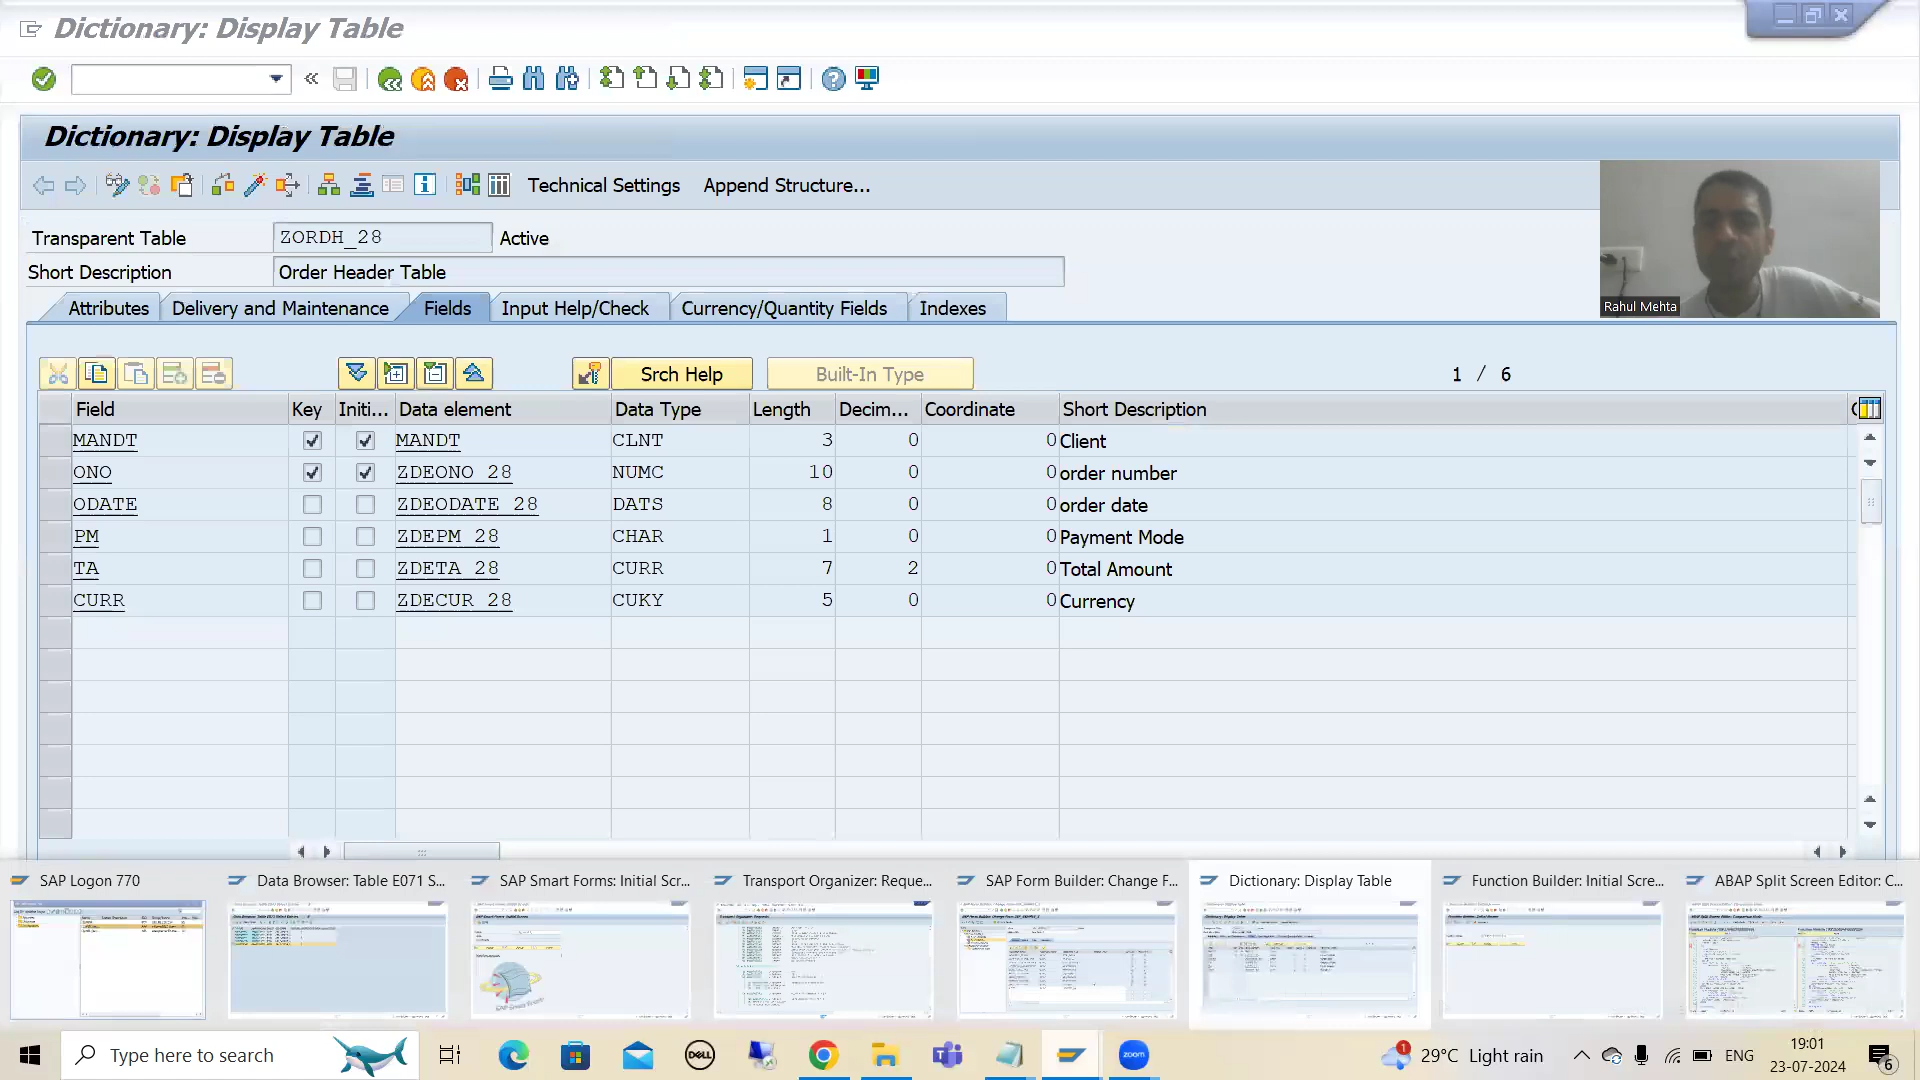 Dictionary: Display Table
Dictionary: Display Table
Technical Settings Append Structure...
Transparent Table ZORDH_28 Active
Short Description Order Header Table
Attributes Delivery and Maintenance Fields Input Help/Check Currency/Quantity Fields Indexes
Srch Help Built-In Type 1 / 6
Field Key Initi... Data element Data Type Length Decim... Coordinate Short Description
MANDT MANDT CLNT 3 0 0 Client
ONO ZDEONO_28 NUMC 10 0 0 order number
ODATE ZDEODATE_28 DATS 8 0 0 order date
PM ZDEPM_28 CHAR 1 0 0 Payment Mode
TA ZDETA_28 CURR 7 2 0 Total Amount
CURR ZDECUR_28 CUKY 5 0 0 Currency
Rahul Mehta
SAP Logon 770 Data Browser: Table E071 S... SAP Smart Forms: Initial Scr... Transport Organizer: Reque... SAP Form Builder: Change F... Dictionary: Display Table Function Builder: Initial Scre... ABAP Split Screen Editor: C...
Type here to search DELL zoom 1 29°C Light rain ENG 19:01 6
23-07-2024